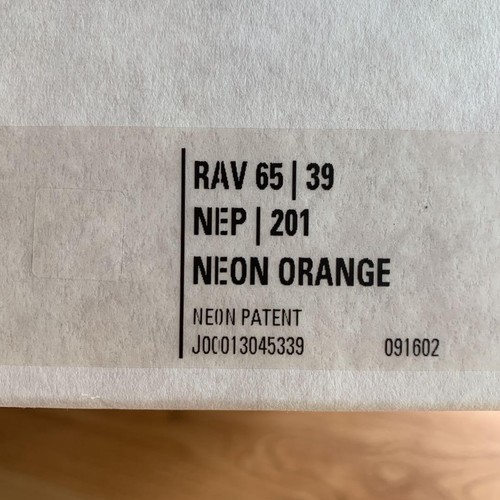 RAV 65 | 39
NEP | 201
NEON ORANGE
NEON PATENT
J00013045339 091602